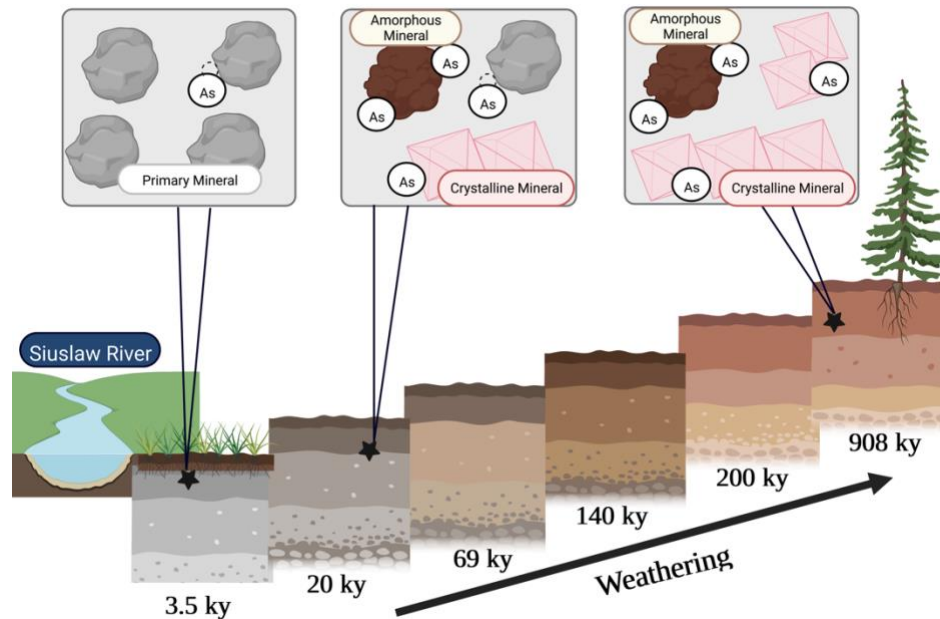 As
Primary Mineral
Amorphous
Mineral
As
As
As
As
Crystalline Mineral
Amorphous
Mineral
As
As
As
As
Crystalline Mineral
Siuslaw River
3.5 ky
20 ky
69 ky
140 ky
200 ky
908 ky
Weathering